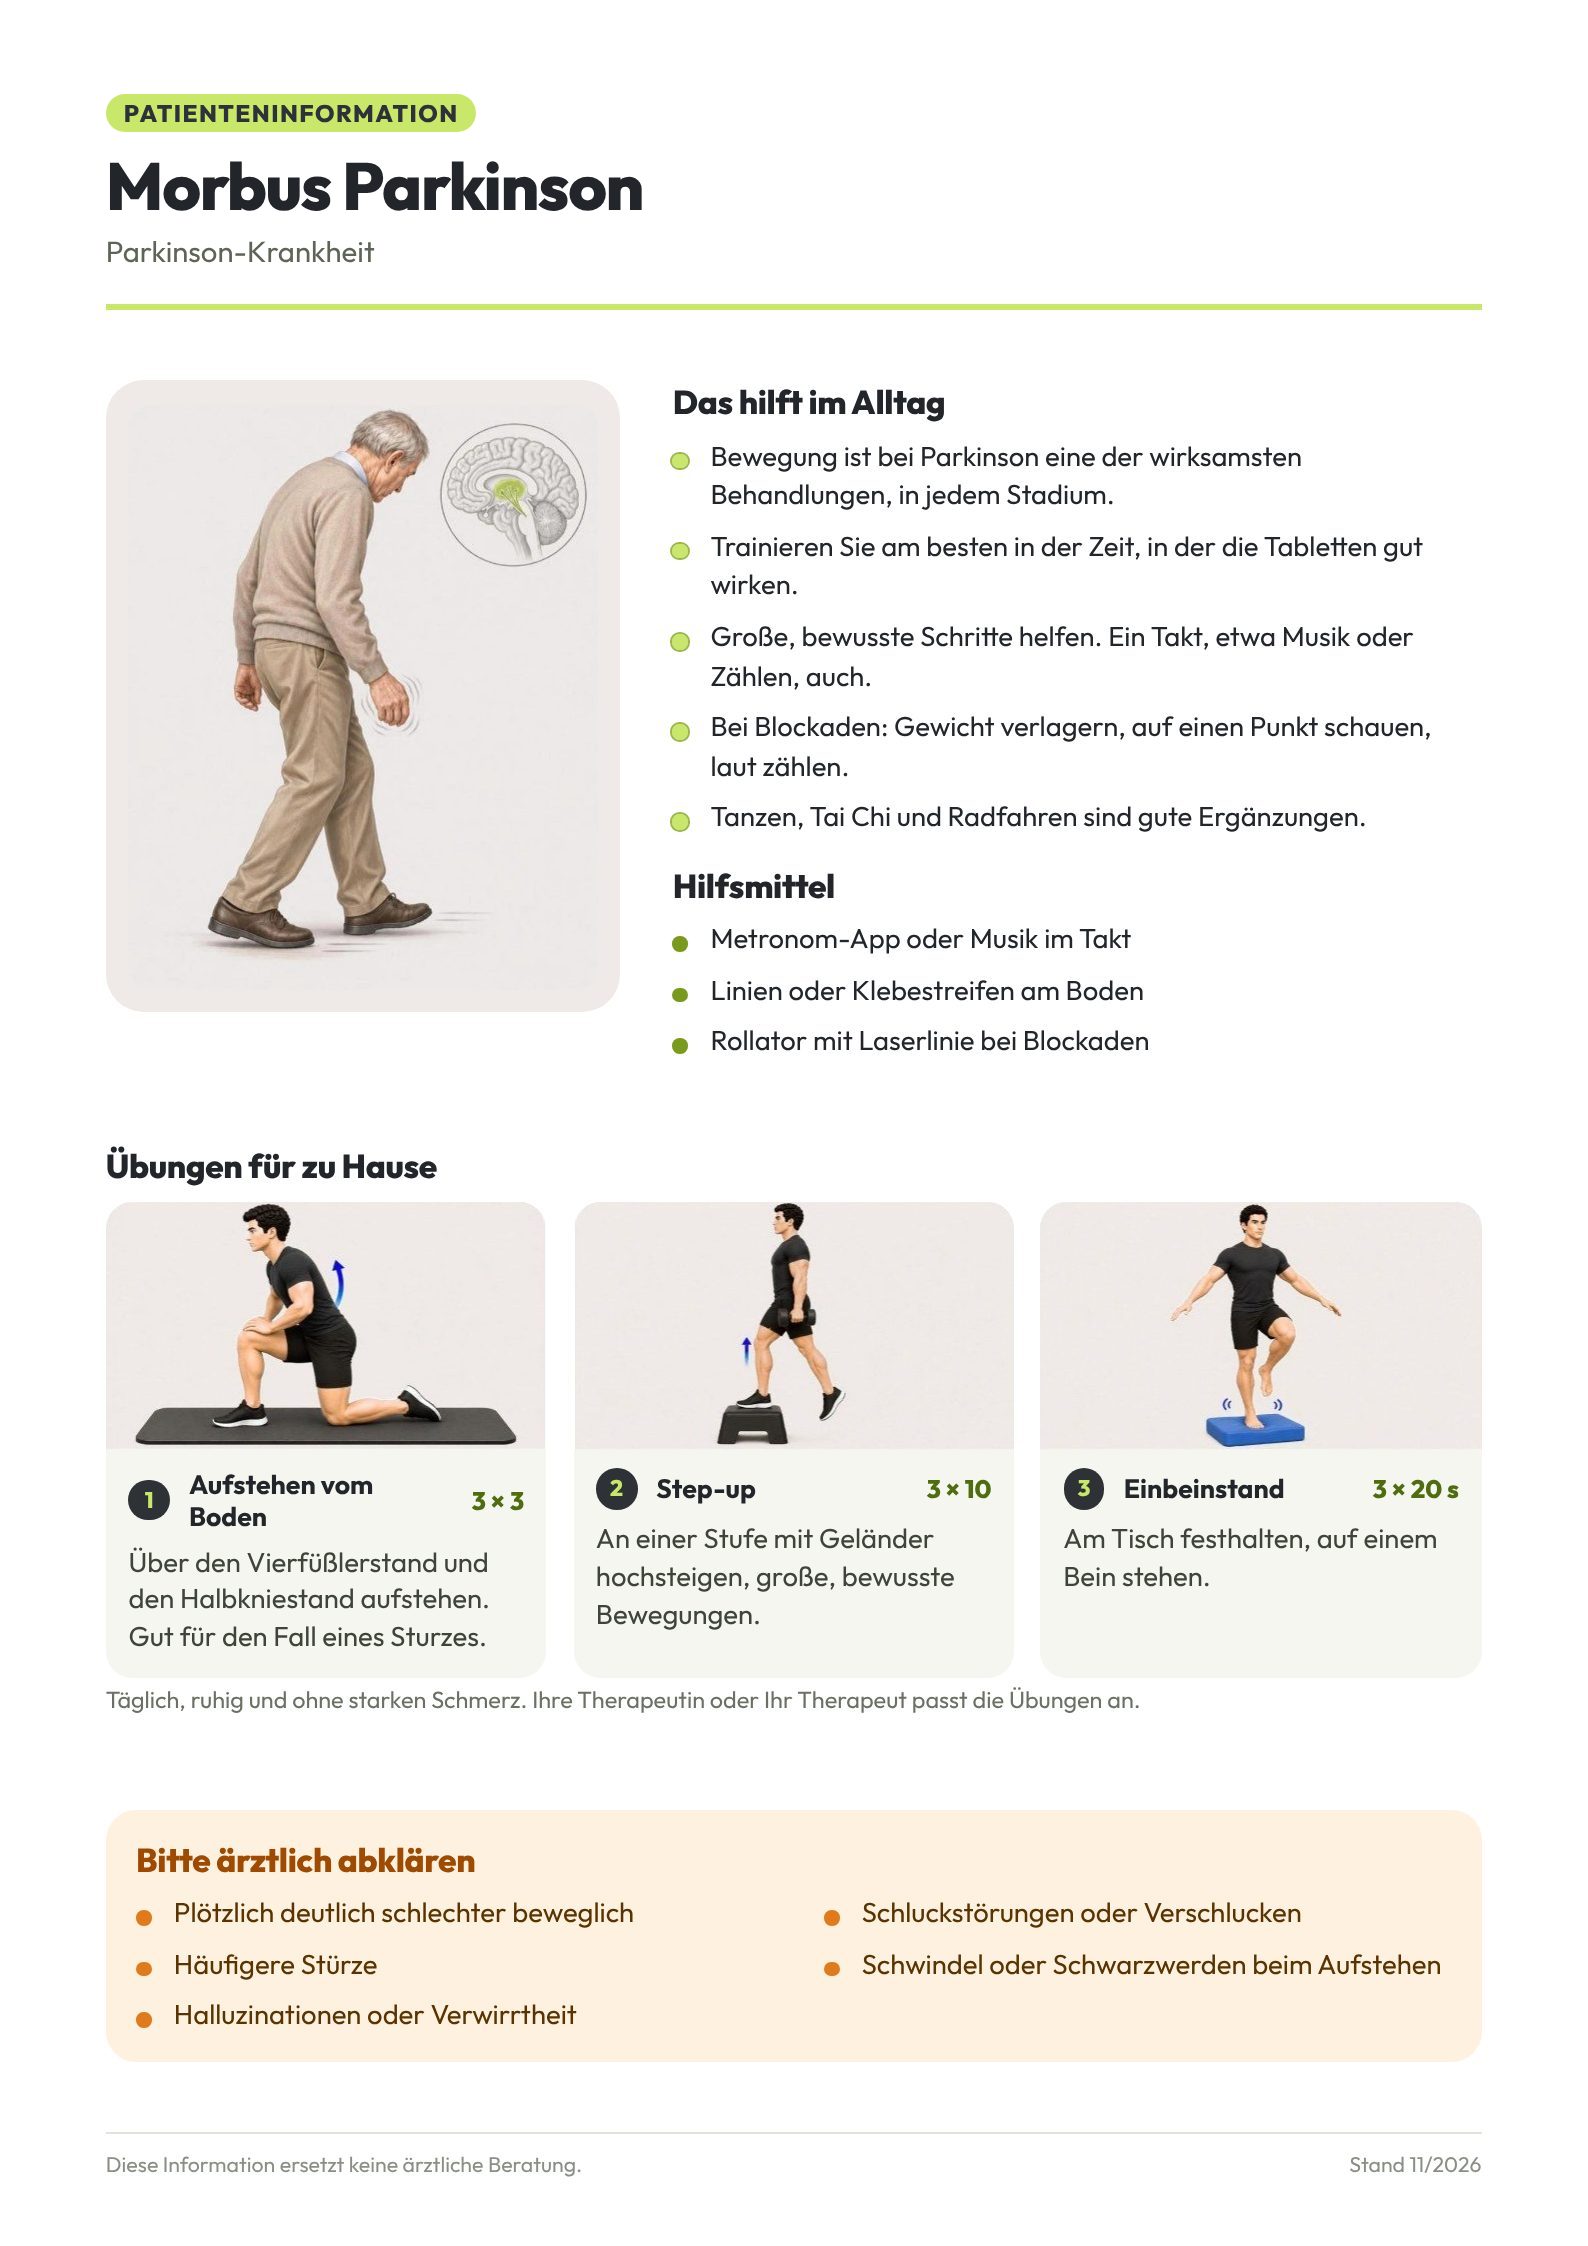 PATIENTENINFORMATION
Morbus Parkinson
Parkinson-Krankheit
Das hilft im Alltag
Bewegung ist bei Parkinson eine der wirksamsten
Behandlungen, in jedem Stadium.
Trainieren Sie am besten in der Zeit, in der die Tabletten gut
wirken.
Große, bewusste Schritte helfen. Ein Takt, etwa Musik oder
Zählen, auch.
Bei Blockaden: Gewicht verlagern, auf einen Punkt schauen,
laut zählen.
Tanzen, Tai Chi und Radfahren sind gute Ergänzungen.
Hilfsmittel
Metronom-App oder Musik im Takt
Linien oder Klebestreifen am Boden
Rollator mit Laserlinie bei Blockaden
Übungen für zu Hause
1 Aufstehen vom
Boden
3 × 3
Über den Vierfüßlerstand und
den Halbkniestand aufstehen.
Gut für den Fall eines Sturzes.
2 Step-up 3 × 10
An einer Stufe mit Geländer
hochsteigen, große, bewusste
Bewegungen.
3 Einbeinstand 3 × 20 s
Am Tisch festhalten, auf einem
Bein stehen.
Täglich, ruhig und ohne starken Schmerz. Ihre Therapeutin oder Ihr Therapeut passt die Übungen an.
Bitte ärztlich abklären
Plötzlich deutlich schlechter beweglich
Häufigere Stürze
Halluzinationen oder Verwirrtheit
Schluckstörungen oder Verschlucken
Schwindel oder Schwarzwerden beim Aufstehen
Diese Information ersetzt keine ärztliche Beratung.
Stand 11/2026